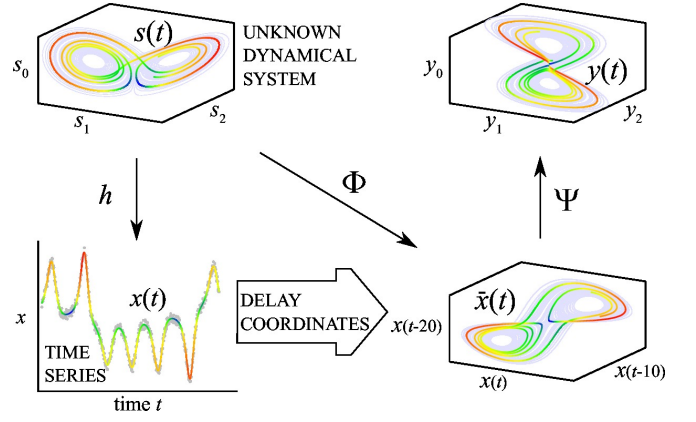 s(t)
UNKNOWN
DYNAMICAL
SYSTEM
s0
s1
s2
y(t)
y0
y1
y2
h
Φ
Ψ
x
x(t)
TIME
SERIES
time t
DELAY
COORDINATES
x̄(t)
x(t-20)
x(t)
x(t-10)